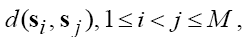 d(s_i, s_j), 1 ≤ i < j ≤ M,